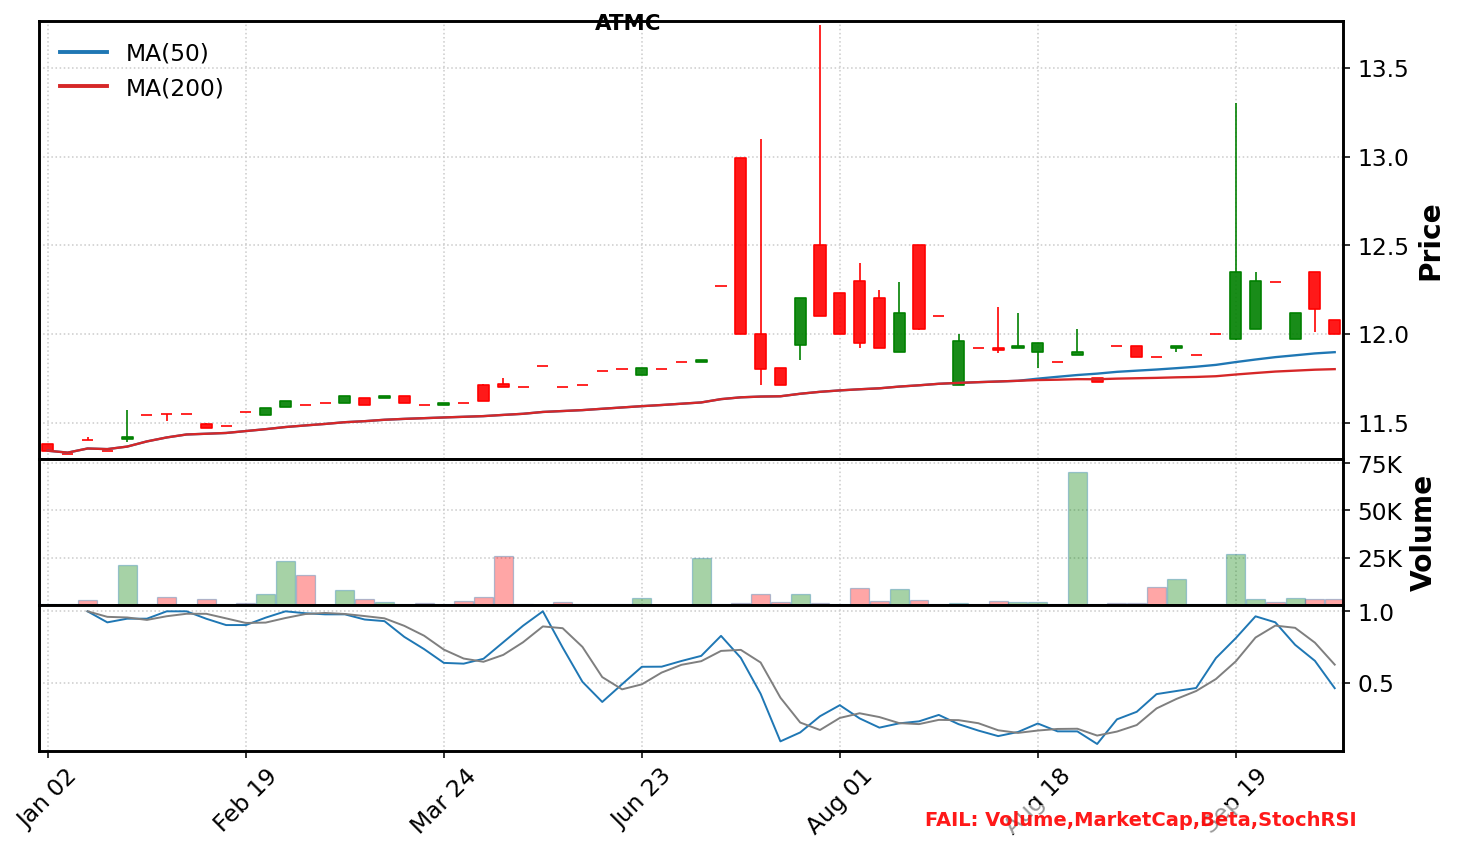 ATMC
MA(50)
MA(200)
13.5
13.0
12.5
12.0
11.5
Price
75K
50K
25K
Volume
1.0
0.5
Jan 02
Feb 19
Mar 24
Jun 23
Aug 01
Aug 18
Sep 19
FAIL: Volume,MarketCap,Beta,StochRSI